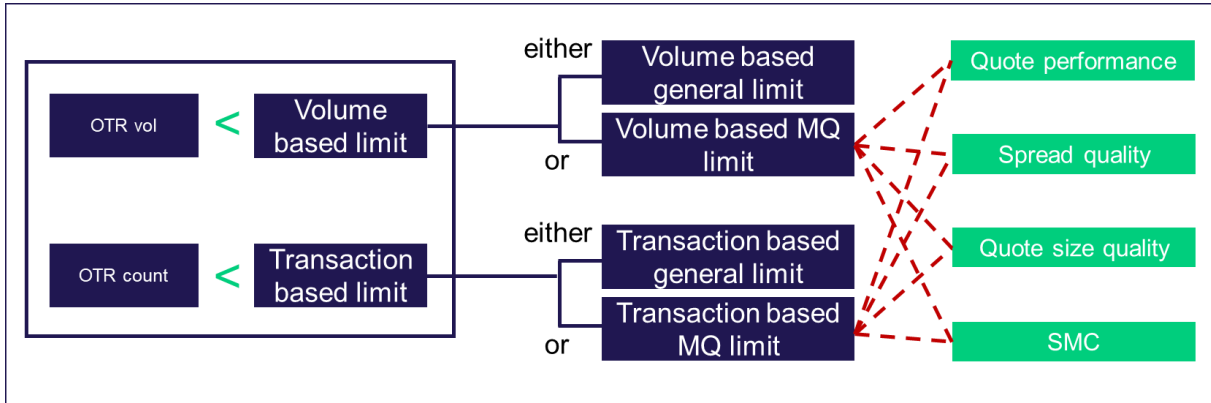 either
Volume based
general limit
Quote performance
OTR vol
<
Volume
based limit
Volume based MQ
limit
or
Spread quality
either
Transaction based
general limit
Quote size quality
OTR count
<
Transaction
based limit
Transaction based
MQ limit
or
SMC